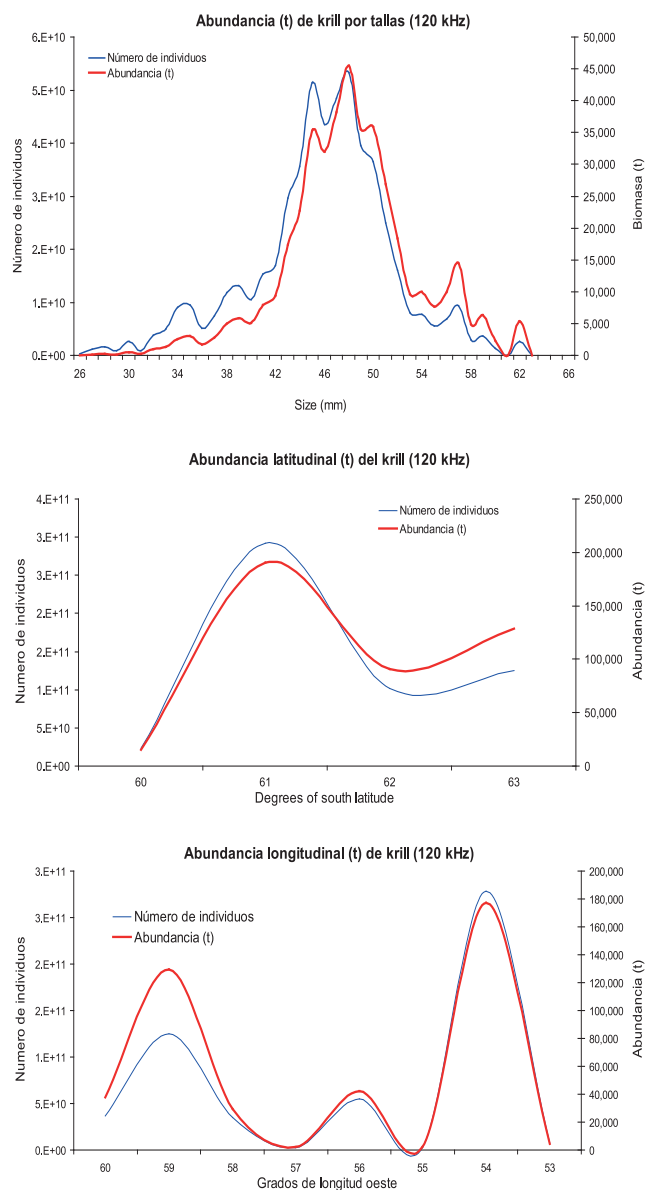 Abundancia (t) de krill por tallas (120 kHz)
Número de individuos
Abundancia (t)
Número de individuos
6.E+10
5.E+10
4.E+10
3.E+10
2.E+10
1.E+10
0.E+00
50,000
45,000
40,000
35,000
30,000
25,000
20,000
15,000
10,000
5,000
0
Biomasa (t)
26 30 34 38 42 46 50 54 58 62 66
Size (mm)
Abundancia latitudinal (t) del krill (120 kHz)
Número de individuos
Abundancia (t)
Numero de individuos
4.E+11
3.E+11
3.E+11
2.E+11
2.E+11
1.E+11
5.E+10
0.E+00
250,000
200,000
150,000
100,000
50,000
0
Abundancia (t)
60 61 62 63
Degrees of south latitude
Abundancia longitudinal (t) de krill (120 kHz)
Número de individuos
Abundancia (t)
Numero de individuos
3.E+11
3.E+11
2.E+11
2.E+11
1.E+11
5.E+10
0.E+00
200,000
180,000
160,000
140,000
120,000
100,000
80,000
60,000
40,000
20,000
0
Abundancia (t)
60 59 58 57 56 55 54 53
Grados de longitud oeste